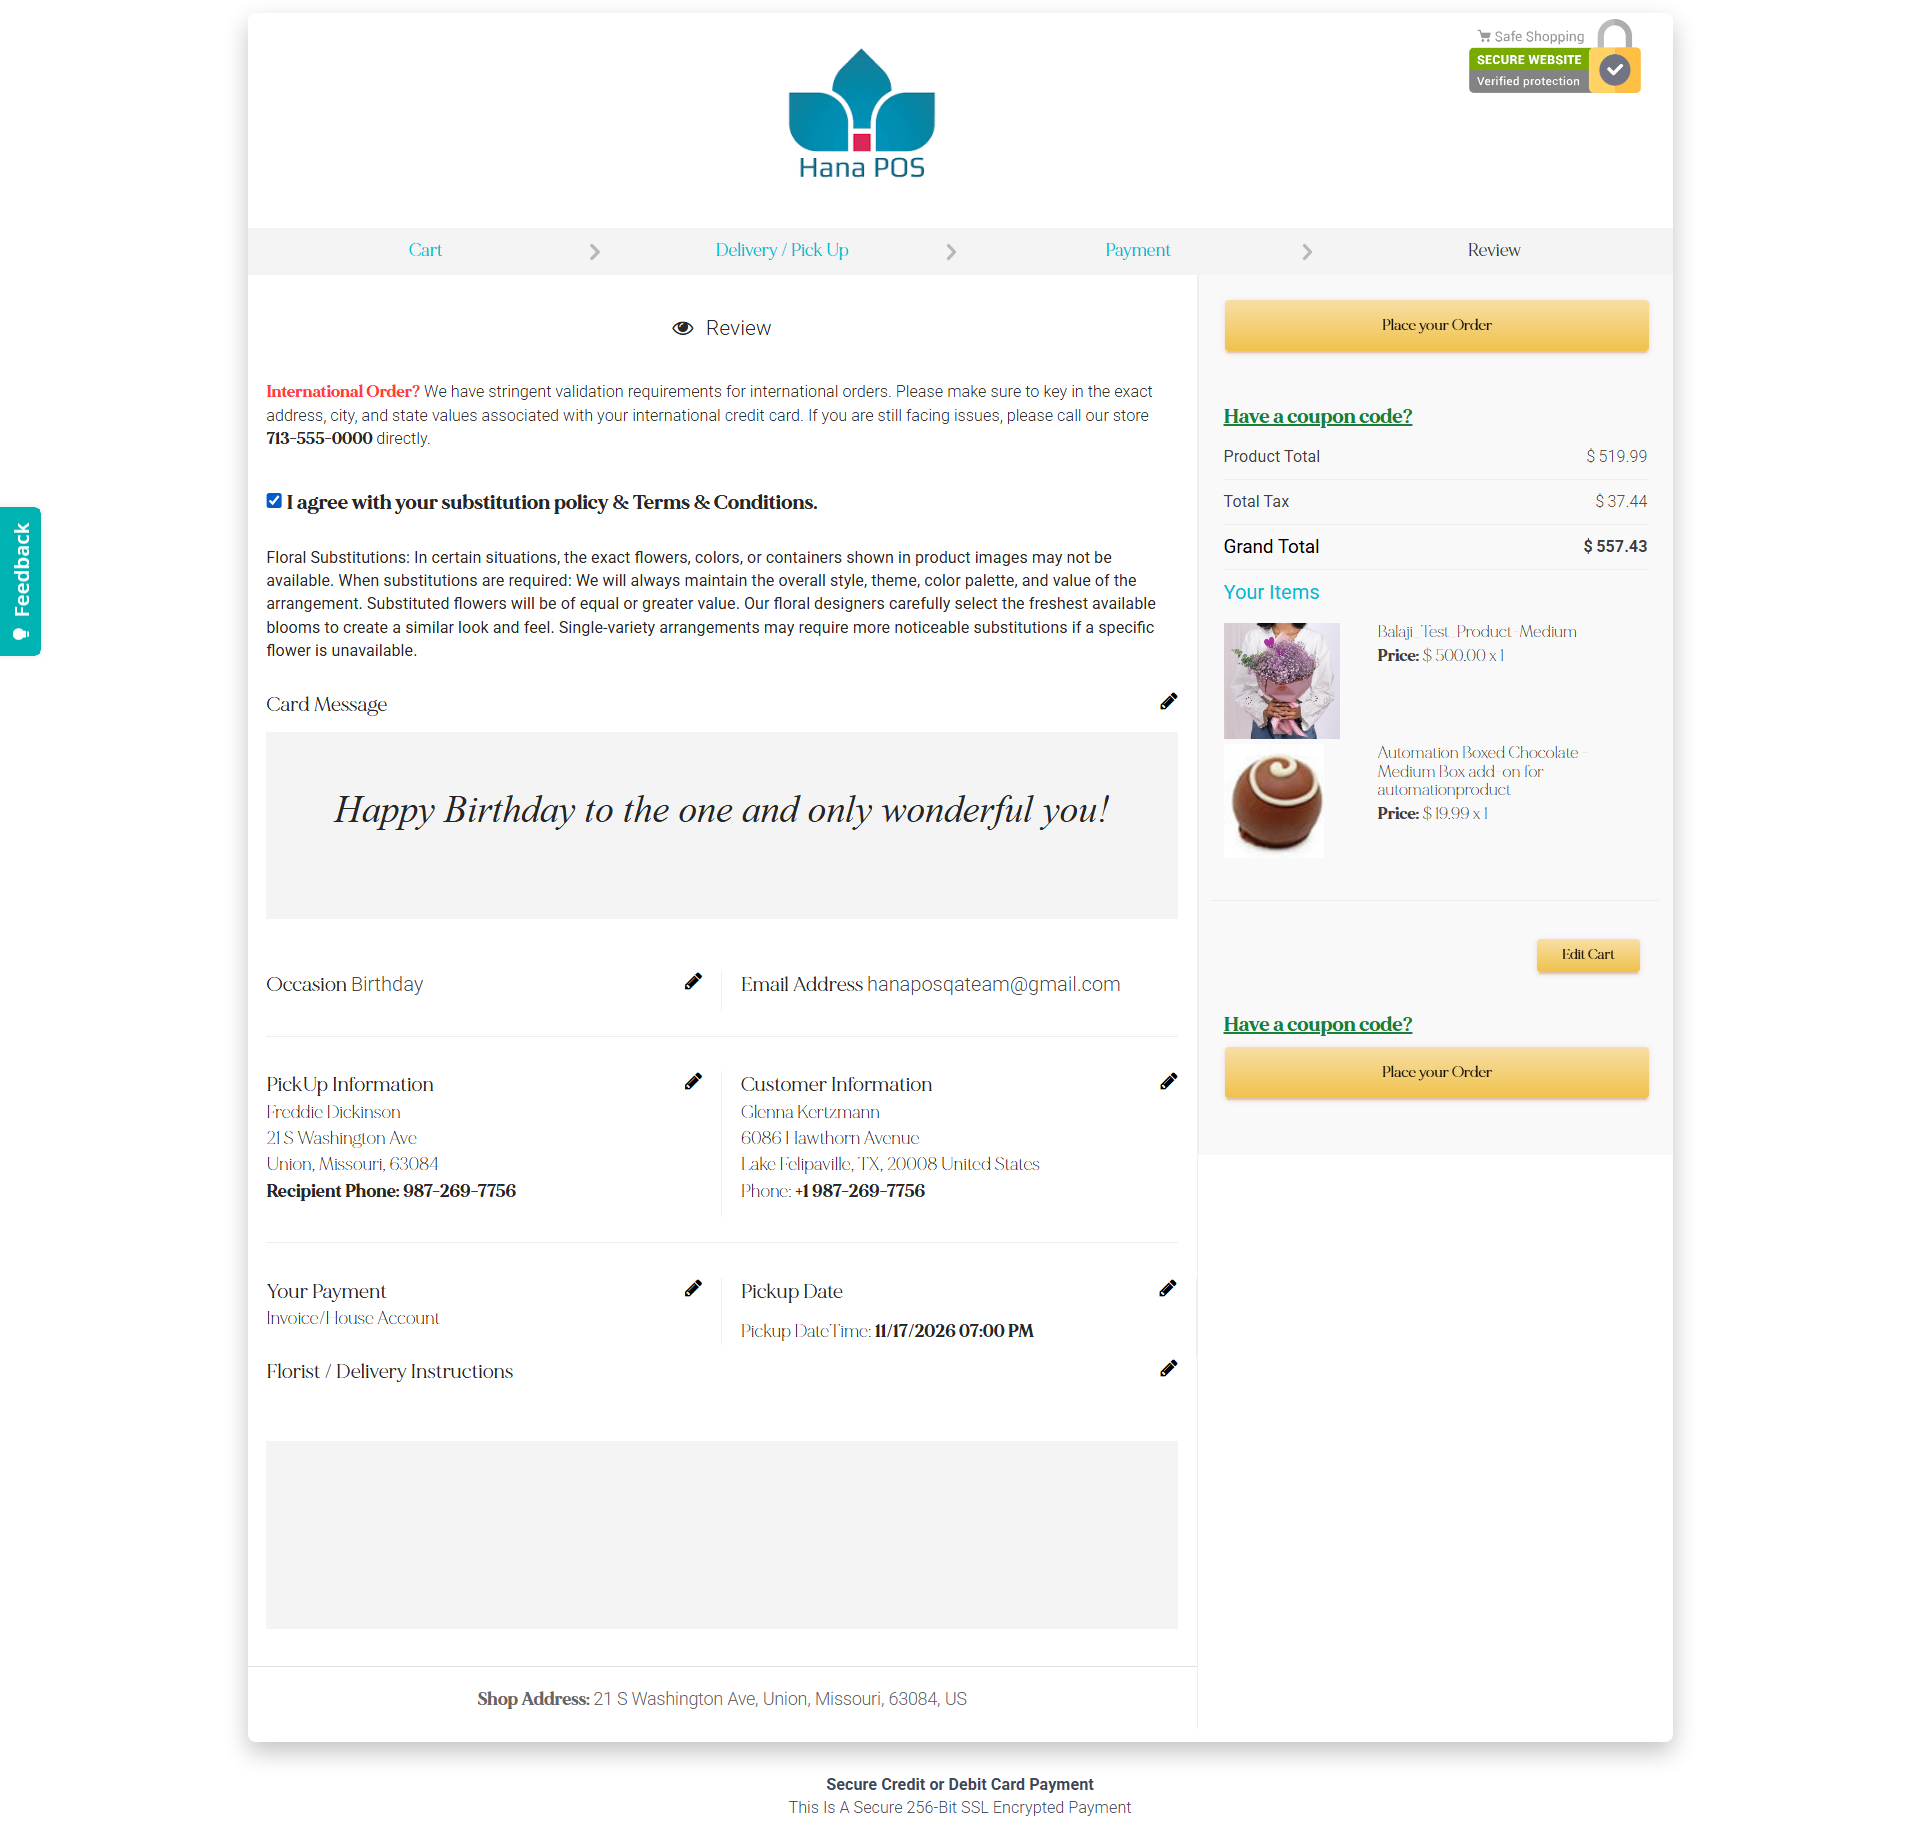 Safe Shopping
SECURE WEBSITE
Verified protection
Hana POS
Cart
Delivery / Pick Up
Payment
Review
Review
International Order? We have stringent validation requirements for international orders. Please make sure to key in the exact
address, city, and state values associated with your international credit card. If you are still facing issues, please call our store
713-555-0000 directly.
I agree with your substitution policy & Terms & Conditions.
Floral Substitutions: In certain situations, the exact flowers, colors, or containers shown in product images may not be
available. When substitutions are required: We will always maintain the overall style, theme, color palette, and value of the
arrangement. Substituted flowers will be of equal or greater value. Our floral designers carefully select the freshest available
blooms to create a similar look and feel. Single-variety arrangements may require more noticeable substitutions if a specific
flower is unavailable.
Card Message
Happy Birthday to the one and only wonderful you!
Occasion Birthday
Email Address hanaposqateam@gmail.com
PickUp Information
Freddie Dickinson
21 S Washington Ave
Union, Missouri, 63084
Recipient Phone: 987-269-7756
Customer Information
Glenna Kertzmann
6086 Hawthorn Avenue
Lake Felipaville, TX, 20008 United States
Phone: +1 987-269-7756
Your Payment
Invoice/House Account
Pickup Date
Pickup DateTime: 11/17/2026 07:00 PM
Florist / Delivery Instructions
Shop Address: 21 S Washington Ave, Union, Missouri, 63084, US
Place your Order
Have a coupon code?
Product Total $ 519.99
Total Tax $ 37.44
Grand Total $ 557.43
Your Items
Balaji_Test_Product-Medium
Price: $ 500.00 x 1
Automation Boxed Chocolate -
Medium Box add-on for
automationproduct
Price: $ 19.99 x 1
Edit Cart
Have a coupon code?
Place your Order
Feedback
Secure Credit or Debit Card Payment
This Is A Secure 256-Bit SSL Encrypted Payment